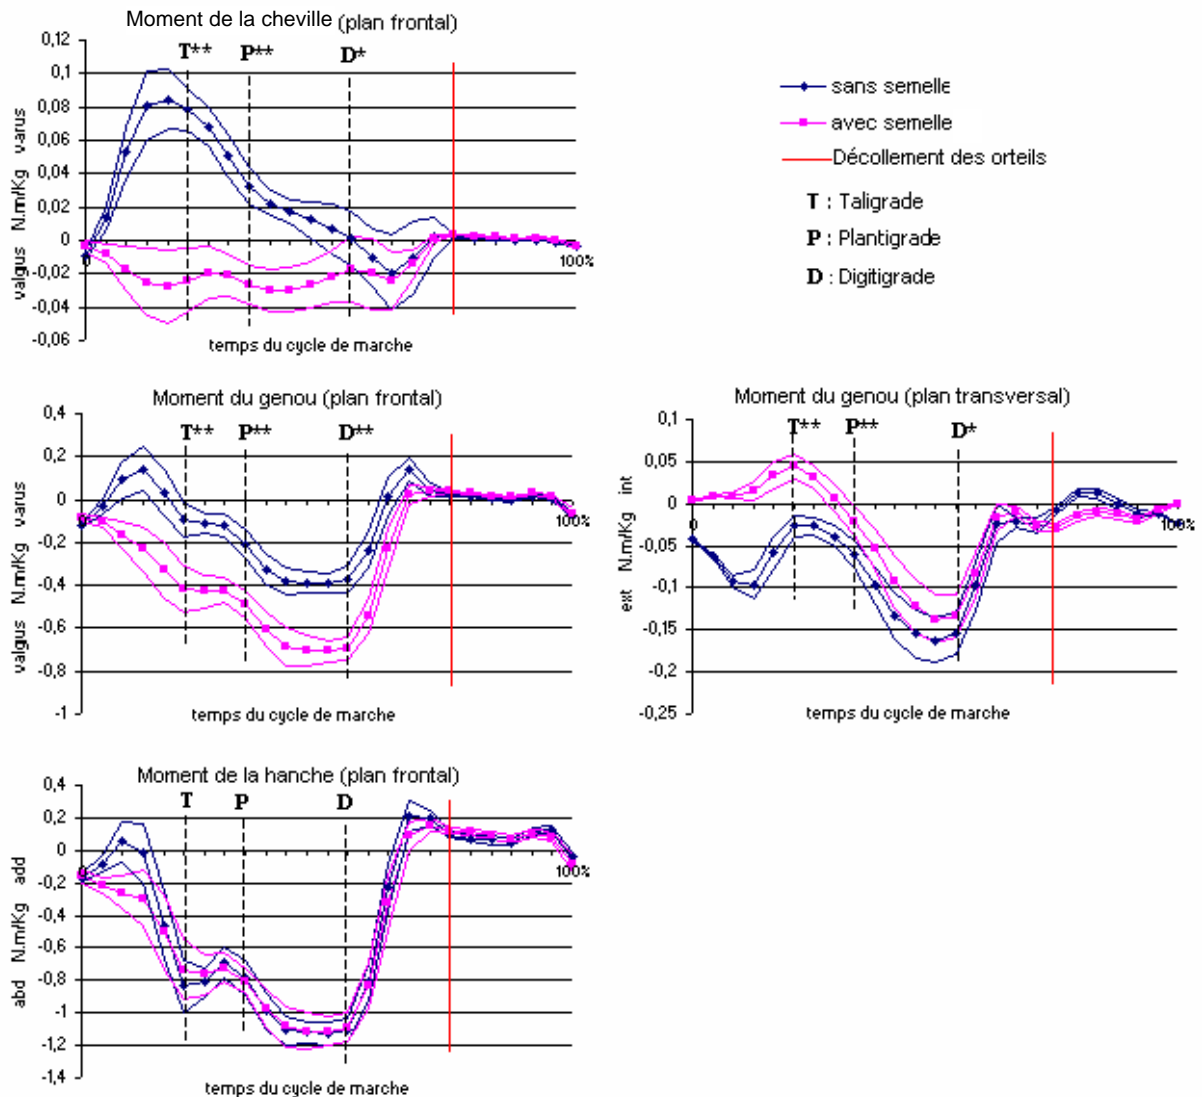 Moment de la cheville (plan frontal)
0,12
0,1
0,08
0,06
0,04
0,02
0
-0,02
-0,04
-0,06
valgus N.m/Kg varus
T** P** D*
0
100%
temps du cycle de marche
sans semelle
avec semelle
Décollement des orteils
T : Taligrade
P : Plantigrade
D : Digitigrade
Moment du genou (plan frontal)
0,4
0,2
0
-0,2
-0,4
-0,6
-0,8
-1
valgus N.m/Kg varus
T** P** D**
0
100%
temps du cycle de marche
Moment du genou (plan transversal)
0,1
0,05
0
-0,05
-0,1
-0,15
-0,2
-0,25
ext N.m/Kg int
T** P** D*
0
100%
temps du cycle de marche
Moment de la hanche (plan frontal)
0,4
0,2
0
-0,2
-0,4
-0,6
-0,8
-1
-1,2
-1,4
abd N.m/Kg add
T P D
0
100%
temps du cycle de marche